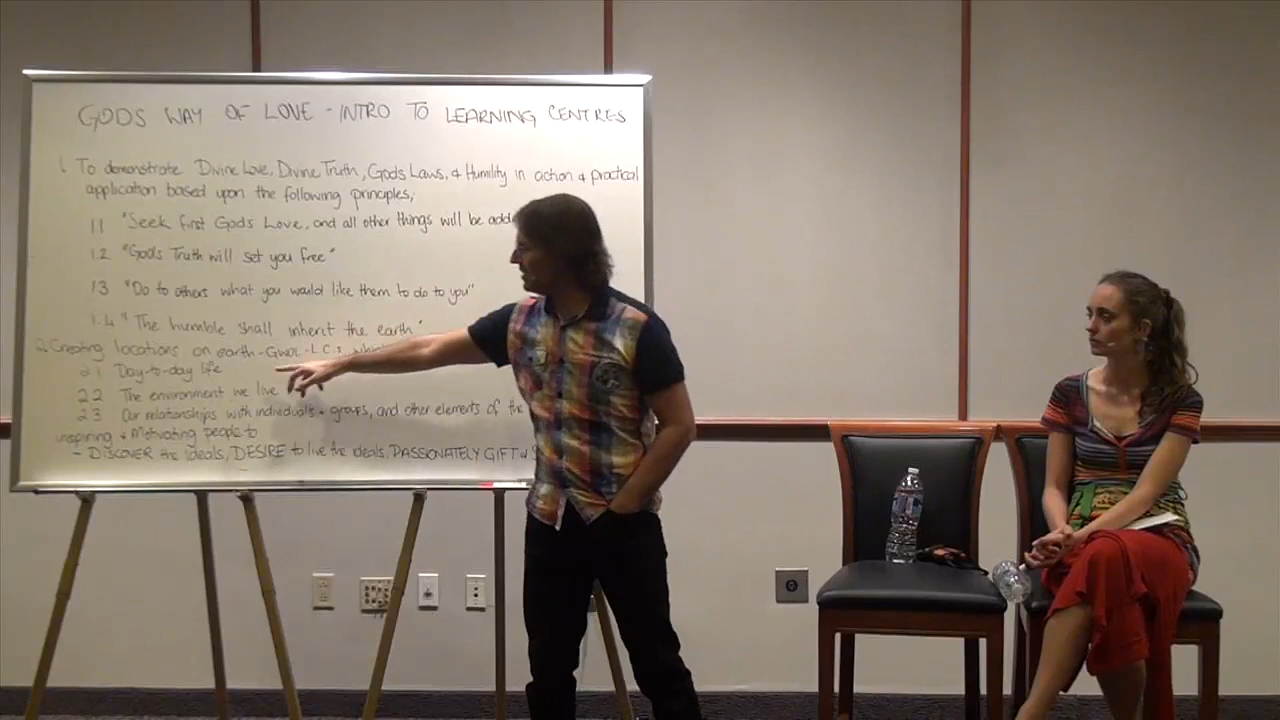 GODS WAY OF LOVE - INTRO TO LEARNING CENTRES
1. To demonstrate Divine Love, Divine Truth, Gods Laws, & Humility in action & practical
application based upon the following principles;
1.1 "Seek first Gods Love, and all other things will be
1.2 "Gods Truth will set you free"
1.3 "Do to others what you would like them to do to you"
1.4 "The humble shall inherit the earth"
2. Creating locations on earth - GWOL - L.C.s
2.1 Day-to-day life
2.2 The environment we live
2.3 Our relationships with individuals + groups, and other elements of the
inspiring & Motivating people to
- DISCOVER the ideals, DESIRE to live the ideals, PASSIONATELY GIFT